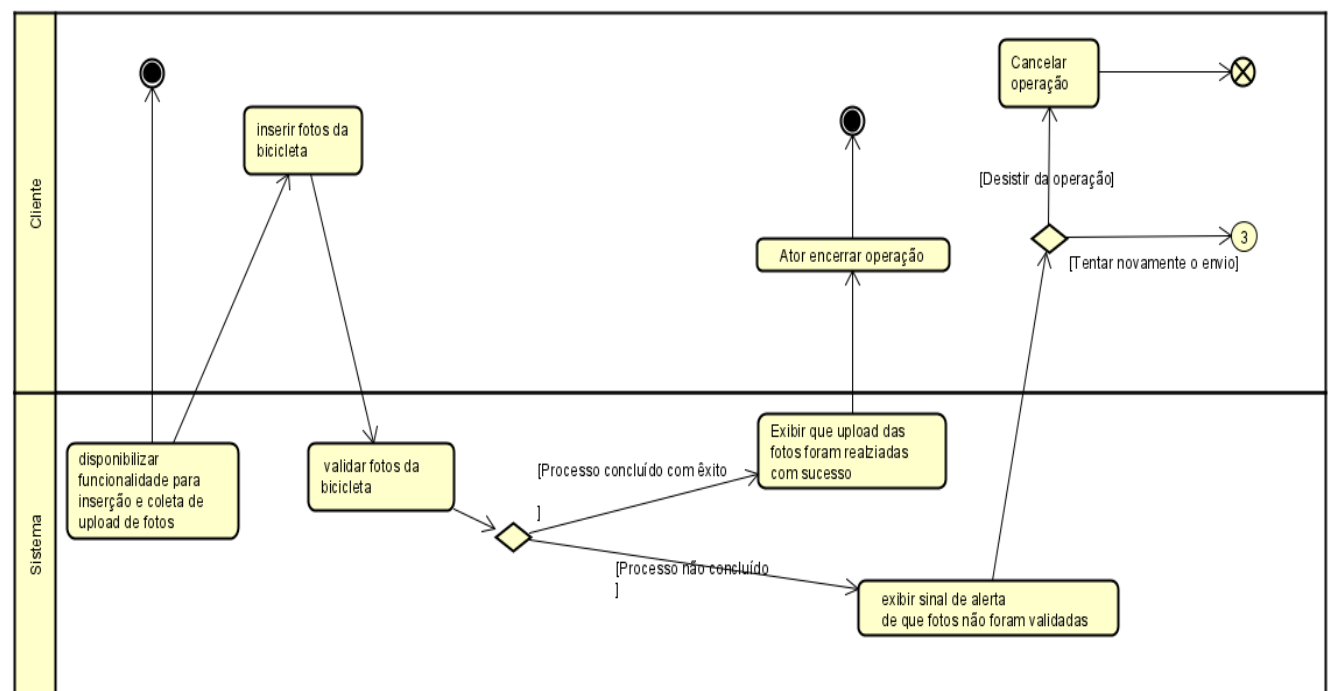 Cliente
inserir fotos da
bicicleta
Cancelar
operação
[Desistir da operação]
Ator encerrar operação
3
[Tentar novamente o envio]
Sistema
disponibilizar
funcionalidade para
inserção e coleta de
upload de fotos
validar fotos da
bicicleta
[Processo concluído com êxito
]
Exibir que upload das
fotos foram realziadas
com sucesso
[Processo não concluído
]
exibir sinal de alerta
de que fotos não foram validadas